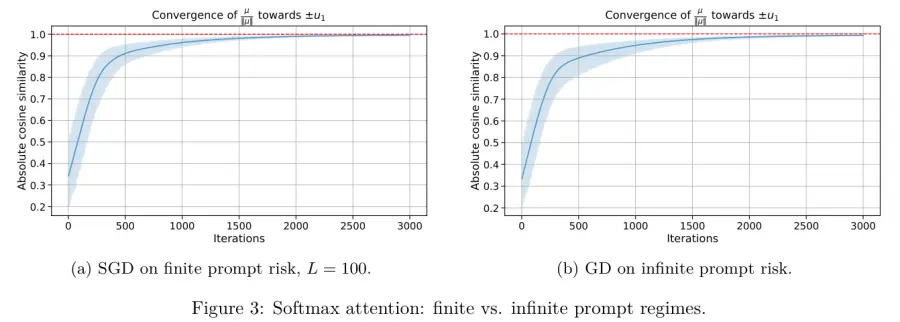 Convergence of μ/‖μ‖ towards ±u₁
Absolute cosine similarity
1.0
0.9
0.8
0.7
0.6
0.5
0.4
0.3
0.2
0 500 1000 1500 2000 2500 3000
Iterations
(a) SGD on finite prompt risk, L = 100.
Convergence of μ/‖μ‖ towards ±u₁
Absolute cosine similarity
1.0
0.9
0.8
0.7
0.6
0.5
0.4
0.3
0.2
0 500 1000 1500 2000 2500 3000
Iterations
(b) GD on infinite prompt risk.
Figure 3: Softmax attention: finite vs. infinite prompt regimes.